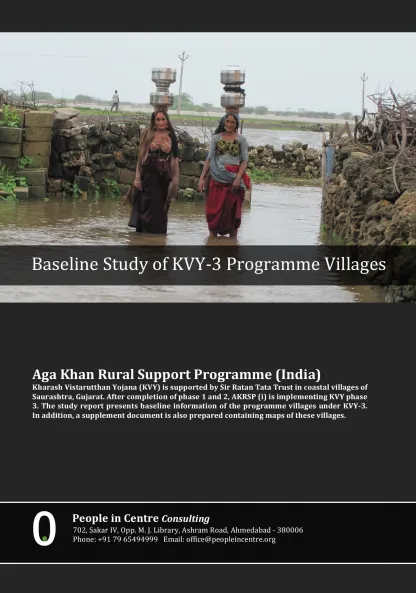 Baseline Study of KVY-3 Programme Villages
Aga Khan Rural Support Programme (India)
Kharash Vistarutthan Yojana (KVY) is supported by Sir Ratan Tata Trust in coastal villages of
Saurashtra, Gujarat. After completion of phase 1 and 2, AKRSP (i) is implementing KVY phase
3. The study report presents baseline information of the programme villages under KVY-3.
In addition, a supplement document is also prepared containing maps of these villages.
People in Centre Consulting
702, Sakar IV, Opp. M. J. Library, Ashram Road, Ahmedabad - 380006
Phone: +91 79 65494999   Email: office@peopleincentre.org